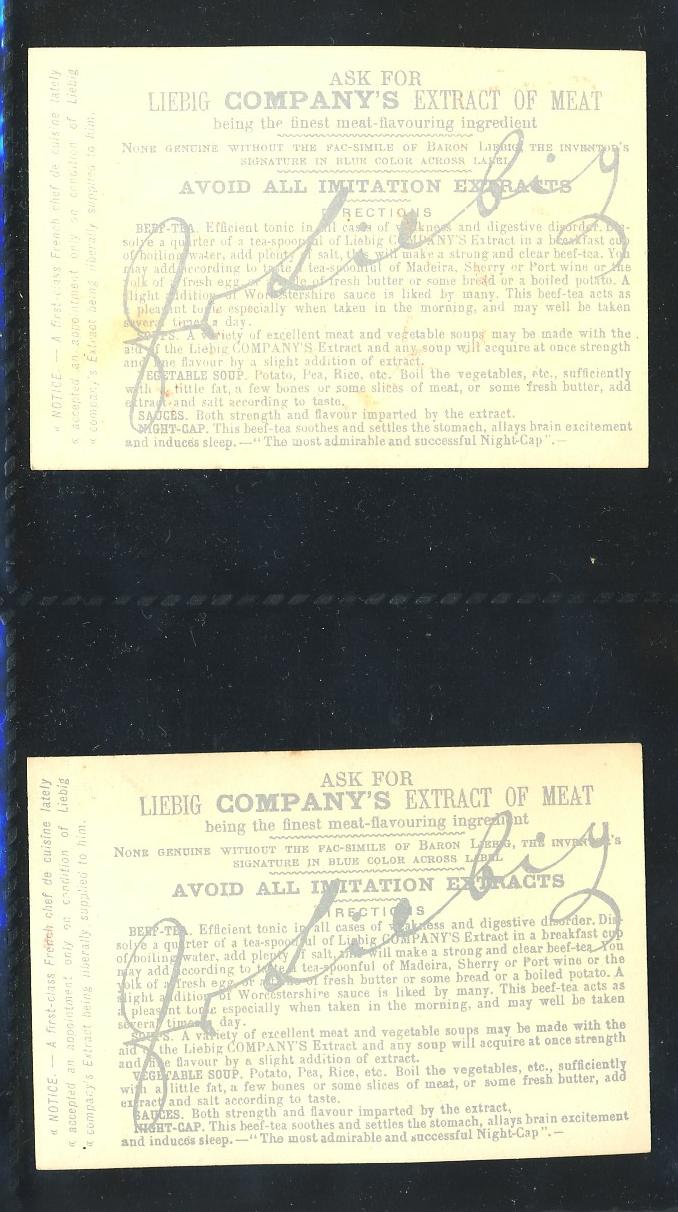 ASK FOR
LIEBIG COMPANY'S EXTRACT OF MEAT
being the finest meat-flavouring ingredient
NONE GENUINE WITHOUT THE FAC-SIMILE OF BARON LIEBIG, THE INVENTOR'S
SIGNATURE IN BLUE COLOR ACROSS LABEL
AVOID ALL IMITATION EXTRACTS
DIRECTIONS
BEEF-TEA. Efficient tonic in all cases of weakness and digestive disorder. Dis-
solve a quarter of a tea-spoonful of Liebig COMPANY'S Extract in a breakfast cup
of boiling water, add plenty of salt, this will make a strong and clear beef-tea. You
may add according to taste a tea-spoonful of Madeira, Sherry or Port wine or the
yolk of a fresh egg or a of fresh butter or some bread or a boiled potato. A
slight addition of Worcestershire sauce is liked by many. This beef-tea acts as
a pleasant tonic especially when taken in the morning, and may well be taken
several times a day.
SOUPS. A variety of excellent meat and vegetable soups may be made with the
aid of the Liebig COMPANY'S Extract and any soup will acquire at once strength
and fine flavour by a slight addition of extract.
VEGETABLE SOUP. Potato, Pea, Rice, etc. Boil the vegetables, etc., sufficiently
with a little fat, a few bones or some slices of meat, or some fresh butter, add
extract and salt according to taste.
SAUCES. Both strength and flavour imparted by the extract.
NIGHT-CAP. This beef-tea soothes and settles the stomach, allays brain excitement
and induces sleep. —"The most admirable and successful Night-Cap".—
« NOTICE. — A first-class French chef de cuisine lately
« accepted an appointment only on condition of Liebig
« company's Extract being liberally supplied to him.
J v Liebig
ASK FOR
LIEBIG COMPANY'S EXTRACT OF MEAT
being the finest meat-flavouring ingredient
NONE GENUINE WITHOUT THE FAC-SIMILE OF BARON LIEBIG, THE INVENTOR'S
SIGNATURE IN BLUE COLOR ACROSS LABEL
AVOID ALL IMITATION EXTRACTS
DIRECTIONS
BEEF-TEA. Efficient tonic in all cases of weakness and digestive disorder. Dis-
solve a quarter of a tea-spoonful of Liebig COMPANY'S Extract in a breakfast cup
of boiling water, add plenty of salt, this will make a strong and clear beef-tea. You
may add according to taste a tea-spoonful of Madeira, Sherry or Port wine or the
yolk of a fresh egg or a of fresh butter or some bread or a boiled potato. A
slight addition of Worcestershire sauce is liked by many. This beef-tea acts as
a pleasant tonic especially when taken in the morning, and may well be taken
several times a day.
SOUPS. A variety of excellent meat and vegetable soups may be made with the
aid of the Liebig COMPANY'S Extract and any soup will acquire at once strength
and fine flavour by a slight addition of extract.
VEGETABLE SOUP. Potato, Pea, Rice, etc. Boil the vegetables, etc., sufficiently
with a little fat, a few bones or some slices of meat, or some fresh butter, add
extract and salt according to taste.
SAUCES. Both strength and flavour imparted by the extract.
NIGHT-CAP. This beef-tea soothes and settles the stomach, allays brain excitement
and induces sleep. —"The most admirable and successful Night-Cap".—
« NOTICE. — A first-class French chef de cuisine lately
« accepted an appointment only on condition of Liebig
« company's Extract being liberally supplied to him.
J v Liebig